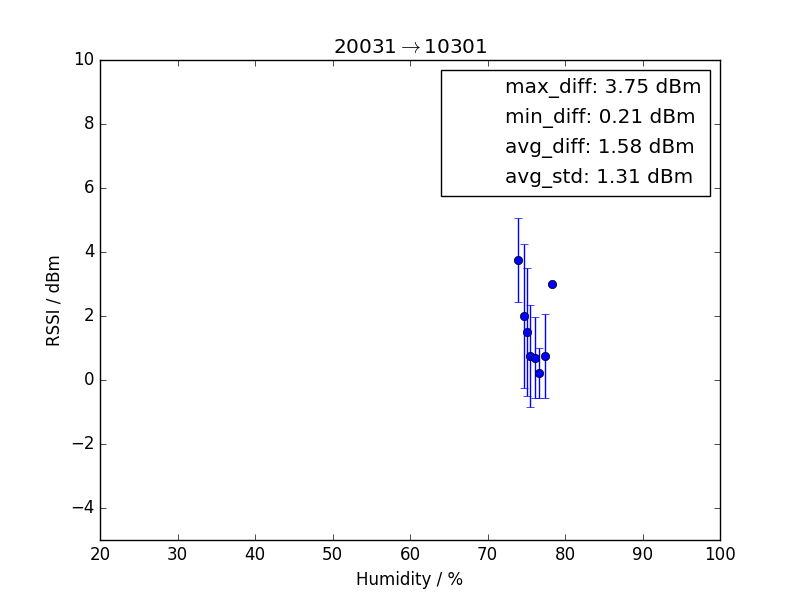 20031→10301
max_diff: 3.75 dBm
min_diff: 0.21 dBm
avg_diff: 1.58 dBm
avg_std: 1.31 dBm
RSSI / dBm
10
8
6
4
2
0
−2
−4
20 30 40 50 60 70 80 90 100
Humidity / %